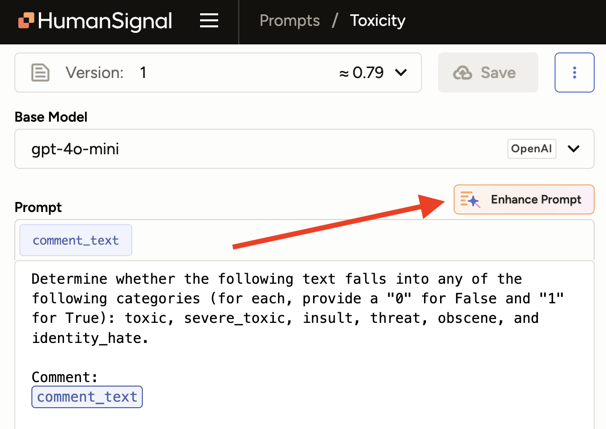 HumanSignal Prompts / Toxicity
Version: 1 ≈ 0.79 Save
Base Model
gpt-4o-mini OpenAI
Enhance Prompt
Prompt
comment_text
Determine whether the following text falls into any of the
following categories (for each, provide a "0" for False and "1"
for True): toxic, severe_toxic, insult, threat, obscene, and
identity_hate.
Comment:
comment_text